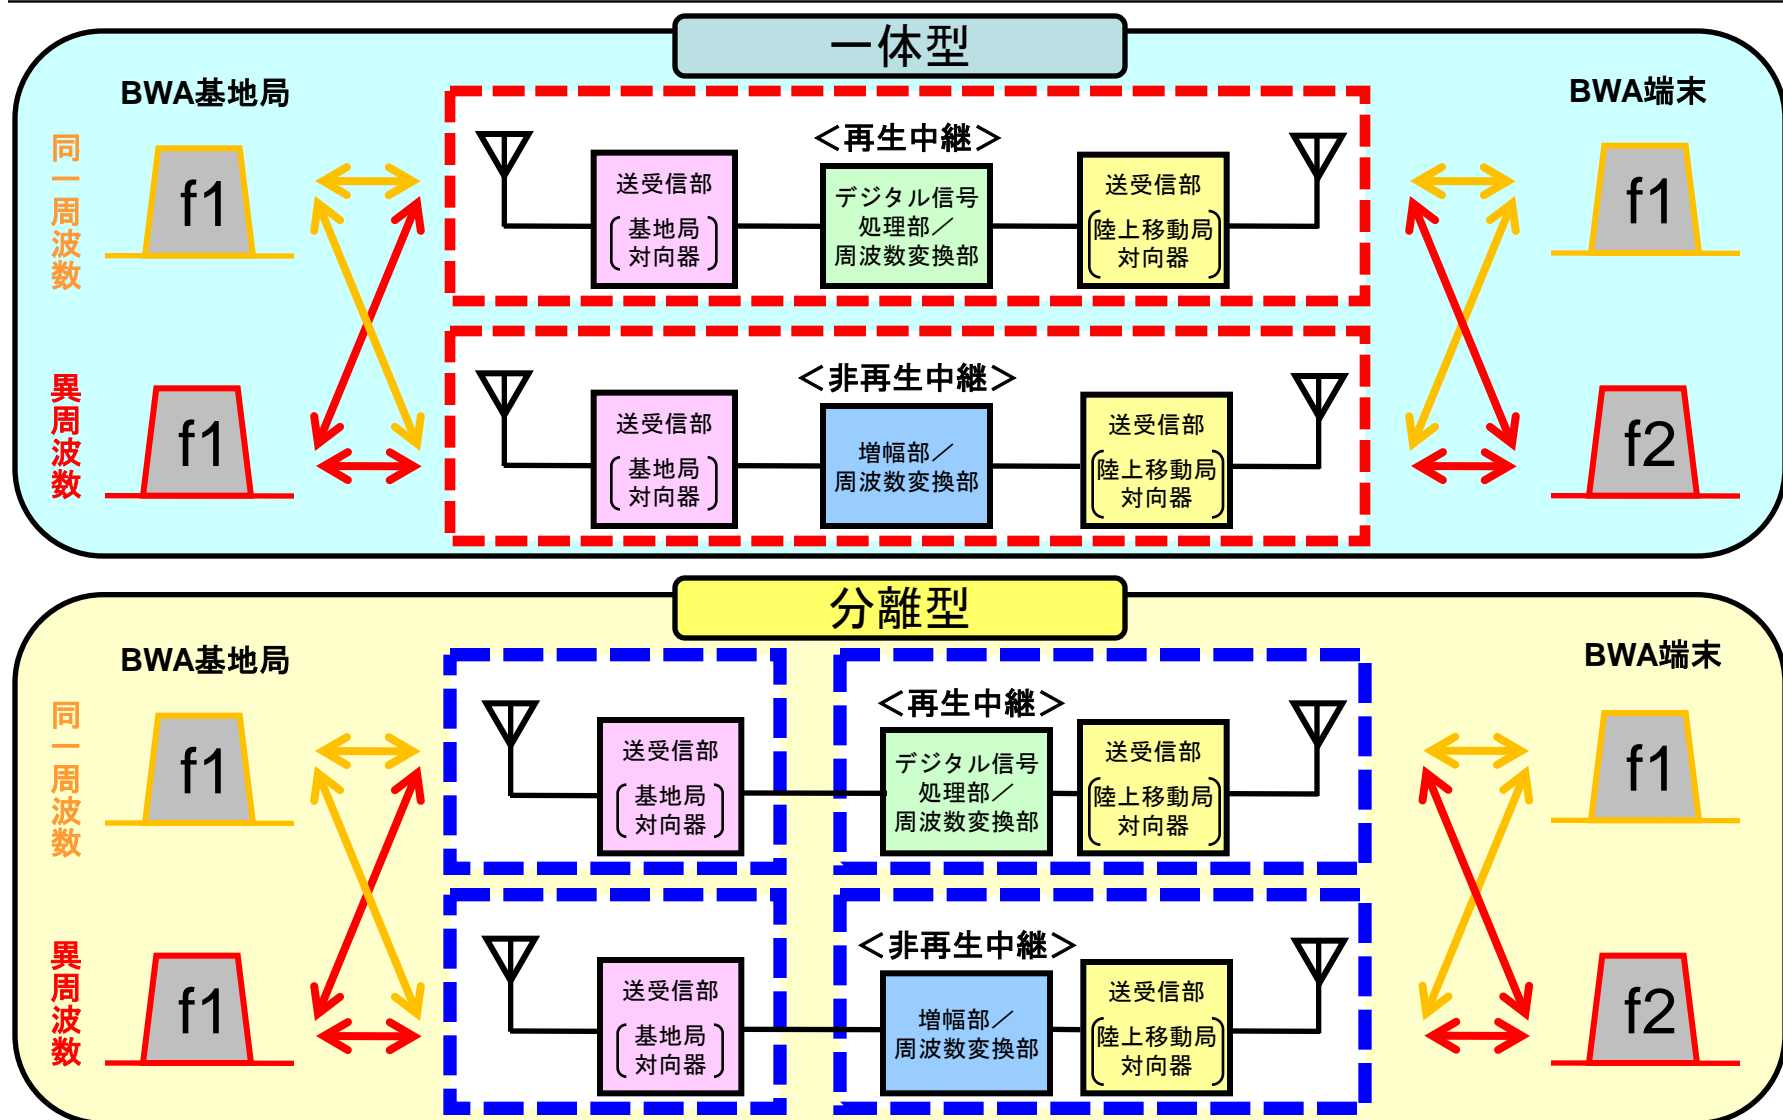 一体型
BWA基地局
BWA端末
同一周波数
f1
<再生中継>
送受信部
基地局
対向器
デジタル信号
処理部／
周波数変換部
送受信部
陸上移動局
対向器
f1
異周波数
f1
<非再生中継>
送受信部
基地局
対向器
増幅部／
周波数変換部
送受信部
陸上移動局
対向器
f2
分離型
BWA基地局
BWA端末
同一周波数
f1
<再生中継>
送受信部
基地局
対向器
デジタル信号
処理部／
周波数変換部
送受信部
陸上移動局
対向器
f1
異周波数
f1
<非再生中継>
送受信部
基地局
対向器
増幅部／
周波数変換部
送受信部
陸上移動局
対向器
f2